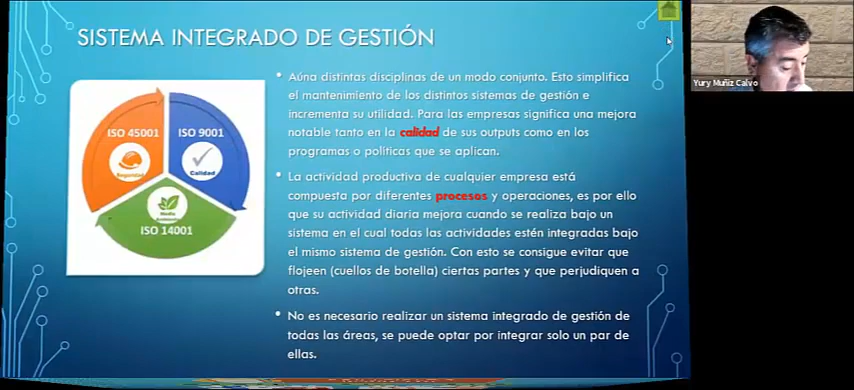 SISTEMA INTEGRADO DE GESTIÓN
ISO 45001
Seguridad
ISO 9001
Calidad
Medio
Ambiente
ISO 14001
• Aúna distintas disciplinas de un modo conjunto. Esto simplifica
el mantenimiento de los distintos sistemas de gestión e
incrementa su utilidad. Para las empresas significa una mejora
notable tanto en la calidad de sus outputs como en los
programas o políticas que se aplican.
• La actividad productiva de cualquier empresa está
compuesta por diferentes procesos y operaciones, es por ello
que su actividad diaria mejora cuando se realiza bajo un
sistema en el cual todas las actividades estén integradas bajo
el mismo sistema de gestión. Con esto se consigue evitar que
flojeen (cuellos de botella) ciertas partes y que perjudiquen a
otras.
• No es necesario realizar un sistema integrado de gestión de
todas las áreas, se puede optar por integrar solo un par de
ellas.
Yury Muñiz Calvo